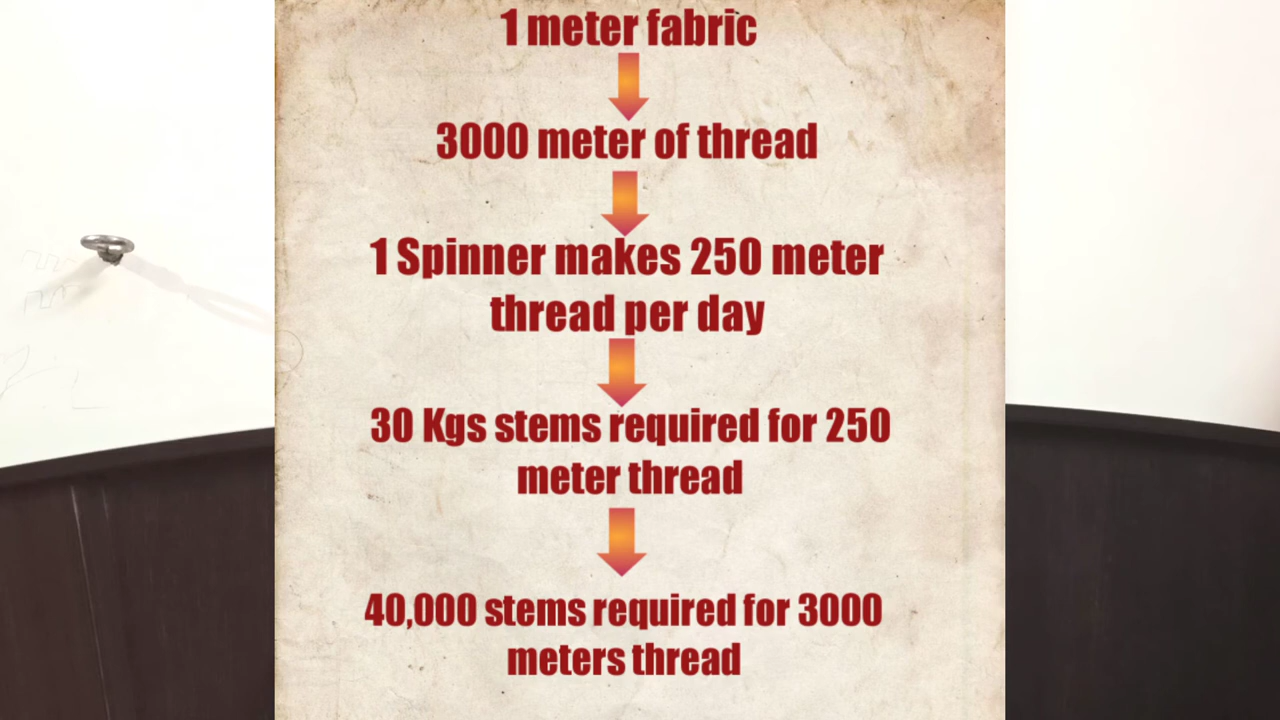 1 meter fabric
3000 meter of thread
1 Spinner makes 250 meter
thread per day
30 Kgs stems required for 250
meter thread
40,000 stems required for 3000
meters thread